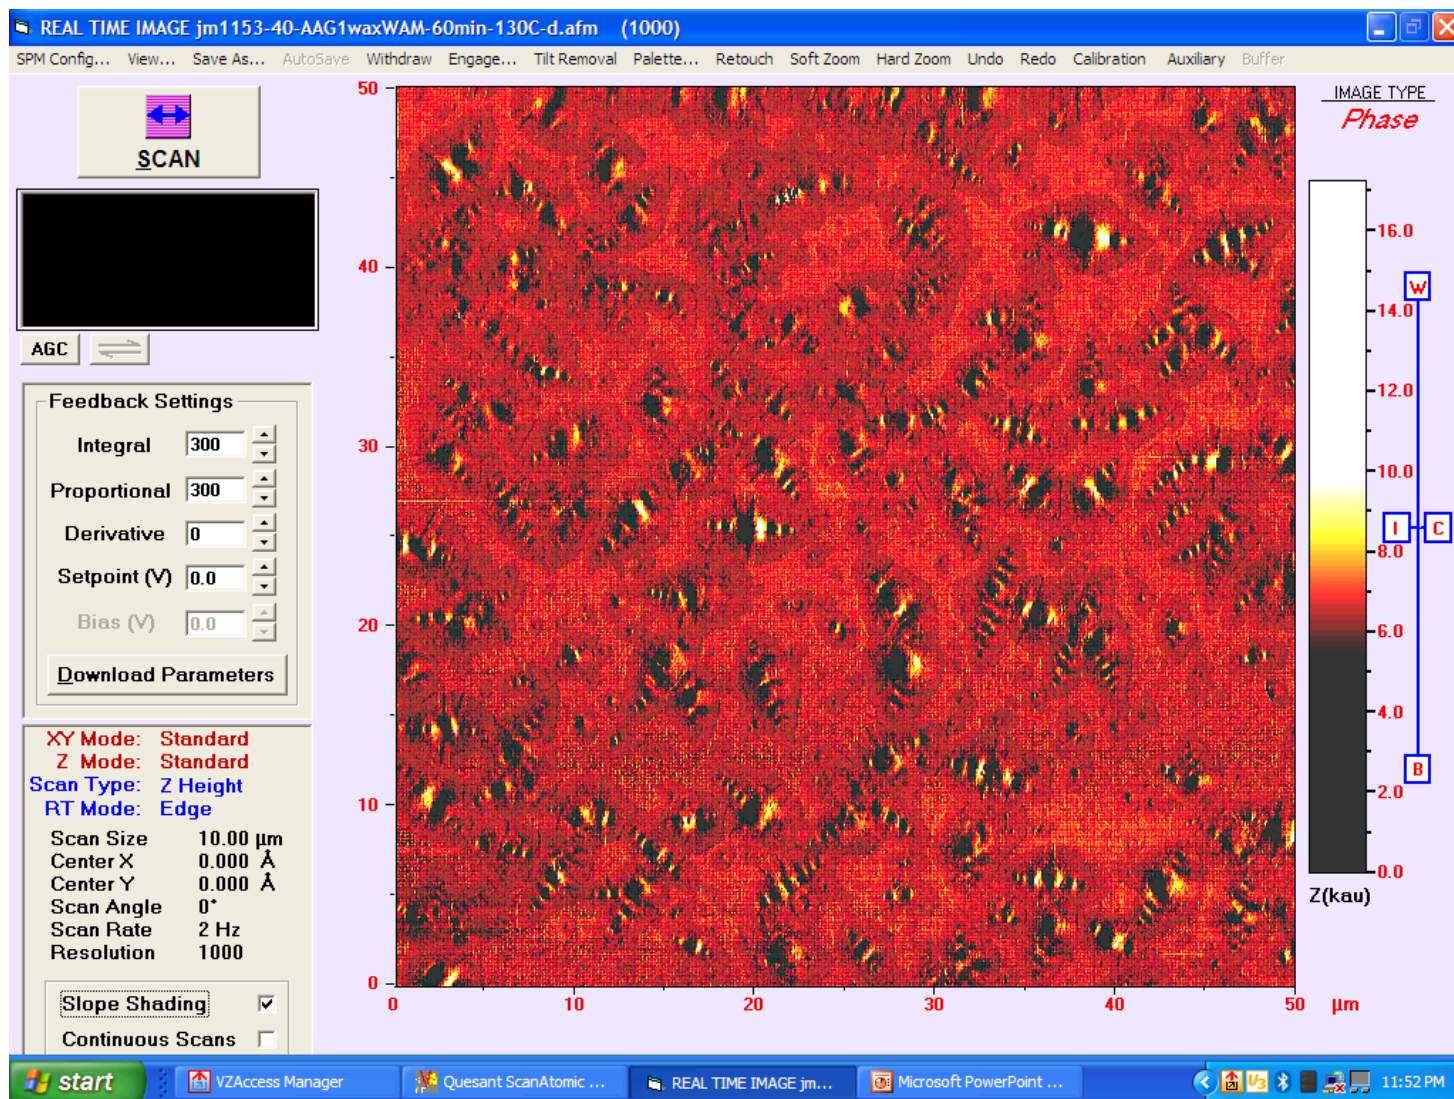 REAL TIME IMAGE jm1153-40-AAG1waxWAM-60min-130C-d.afm (1000)
SPM Config... View... Save As... AutoSave Withdraw Engage... Tilt Removal Palette... Retouch Soft Zoom Hard Zoom Undo Redo Calibration Auxiliary Buffer
SCAN
AGC
Feedback Settings
Integral 300
Proportional 300
Derivative 0
Setpoint (V) 0.0
Bias (V) 0.0
Download Parameters
XY Mode: Standard
Z Mode: Standard
Scan Type: Z Height
RT Mode: Edge
Scan Size 10.00 µm
Center X 0.000 Å
Center Y 0.000 Å
Scan Angle 0°
Scan Rate 2 Hz
Resolution 1000
Slope Shading
Continuous Scans
50
40
30
20
10
0
0 10 20 30 40 50 µm
IMAGE TYPE
Phase
16.0
14.0
12.0
10.0
8.0
6.0
4.0
2.0
0.0
Z(kau)
W
I C
B
start VZAccess Manager Quesant ScanAtomic ... REAL TIME IMAGE jm... Microsoft PowerPoint ... U3 11:52 PM